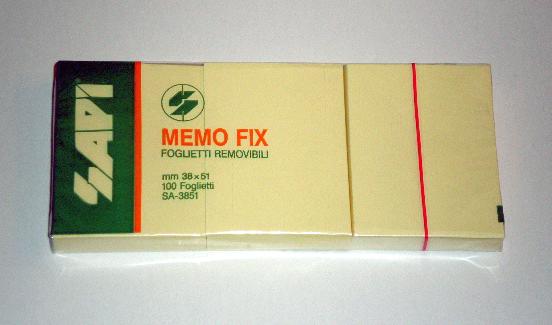 SAPI
MEMO FIX
FOGLIETTI REMOVIBILI
mm 38×51
100 Foglietti
SA-3851